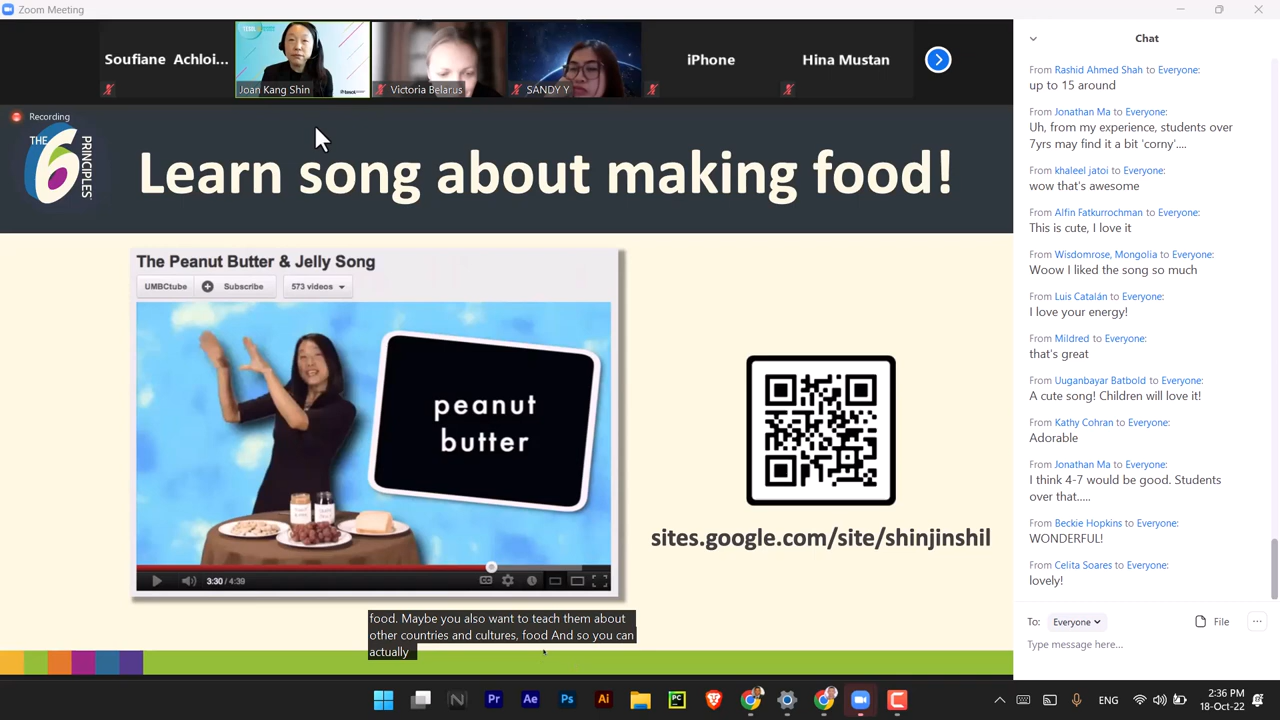 Zoom Meeting
Soufiane Achloi...
Joan Kang Shin
Victoria Belarus
SANDY Y
iPhone
Hina Mustan
Recording
THE 6 PRINCIPLES
Learn song about making food!
The Peanut Butter & Jelly Song
UMBCtube
Subscribe
573 videos
peanut
butter
3:30 / 4:39
CC
sites.google.com/site/shinjinshil
food. Maybe you also want to teach them about
other countries and cultures, food And so you can
actually
Chat
From Rashid Ahmed Shah to Everyone:
up to 15 around
From Jonathan Ma to Everyone:
Uh, from my experience, students over
7yrs may find it a bit 'corny'....
From khaleel jatoi to Everyone:
wow that's awesome
From Alfin Fatkurrochman to Everyone:
This is cute, I love it
From Wisdomrose, Mongolia to Everyone:
Woow I liked the song so much
From Luis Catalán to Everyone:
I love your energy!
From Mildred to Everyone:
that's great
From Uuganbayar Batbold to Everyone:
A cute song! Children will love it!
From Kathy Cohran to Everyone:
Adorable
From Jonathan Ma to Everyone:
I think 4-7 would be good. Students
over that.....
From Beckie Hopkins to Everyone:
WONDERFUL!
From Celita Soares to Everyone:
lovely!
To: Everyone
File
Type message here...
N
Pr
Ae
Ps
Ai
PC
ENG
2:36 PM
18-Oct-22